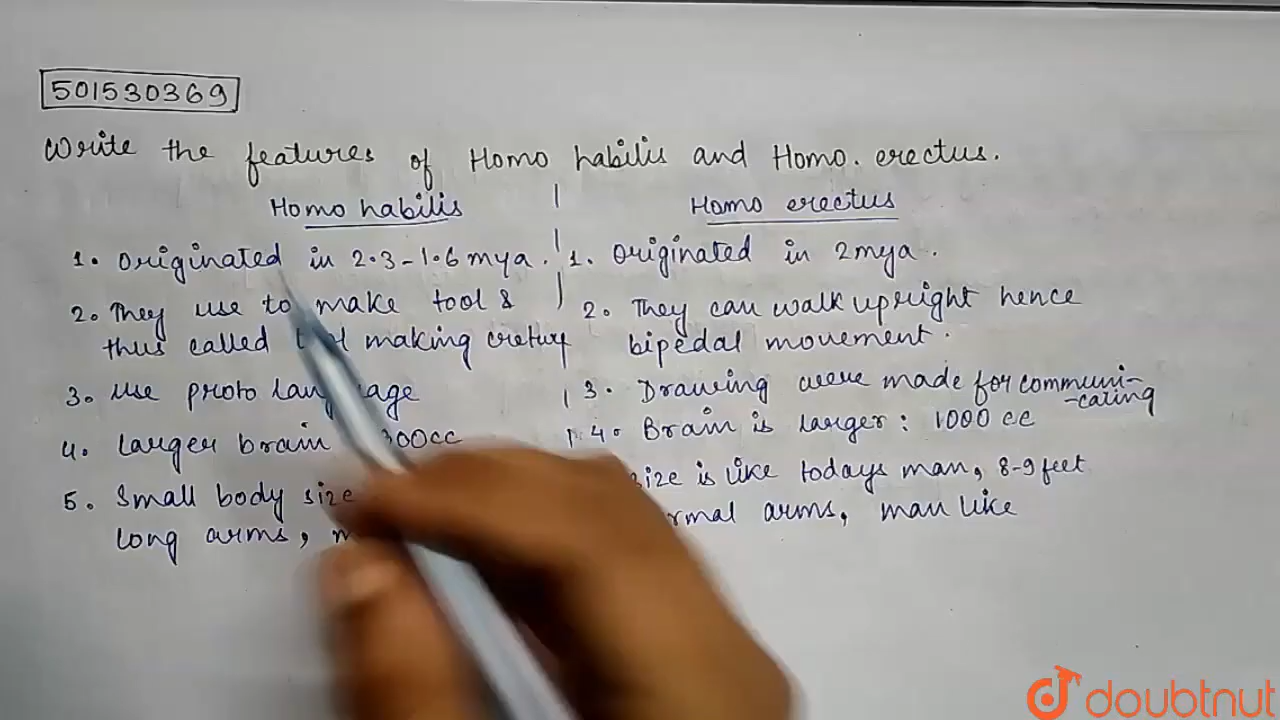 501530369
Write the features of Homo habilis and Homo. erectus.
Homo habilis
1. Originated in 2.3-1.6 mya.
2. They use to make tool &
thus called making
3. Use proto
4. Larger brain 00cc
5. Small body size
long arms,
Homo erectus
1. Originated in 2mya.
2. They can walk upright hence
bipedal movement.
3. Drawing were made for communi-
-cating
4. Brain is larger: 1000 cc
size is like todays man, 8-9 feet
arms, man like
doubtnut